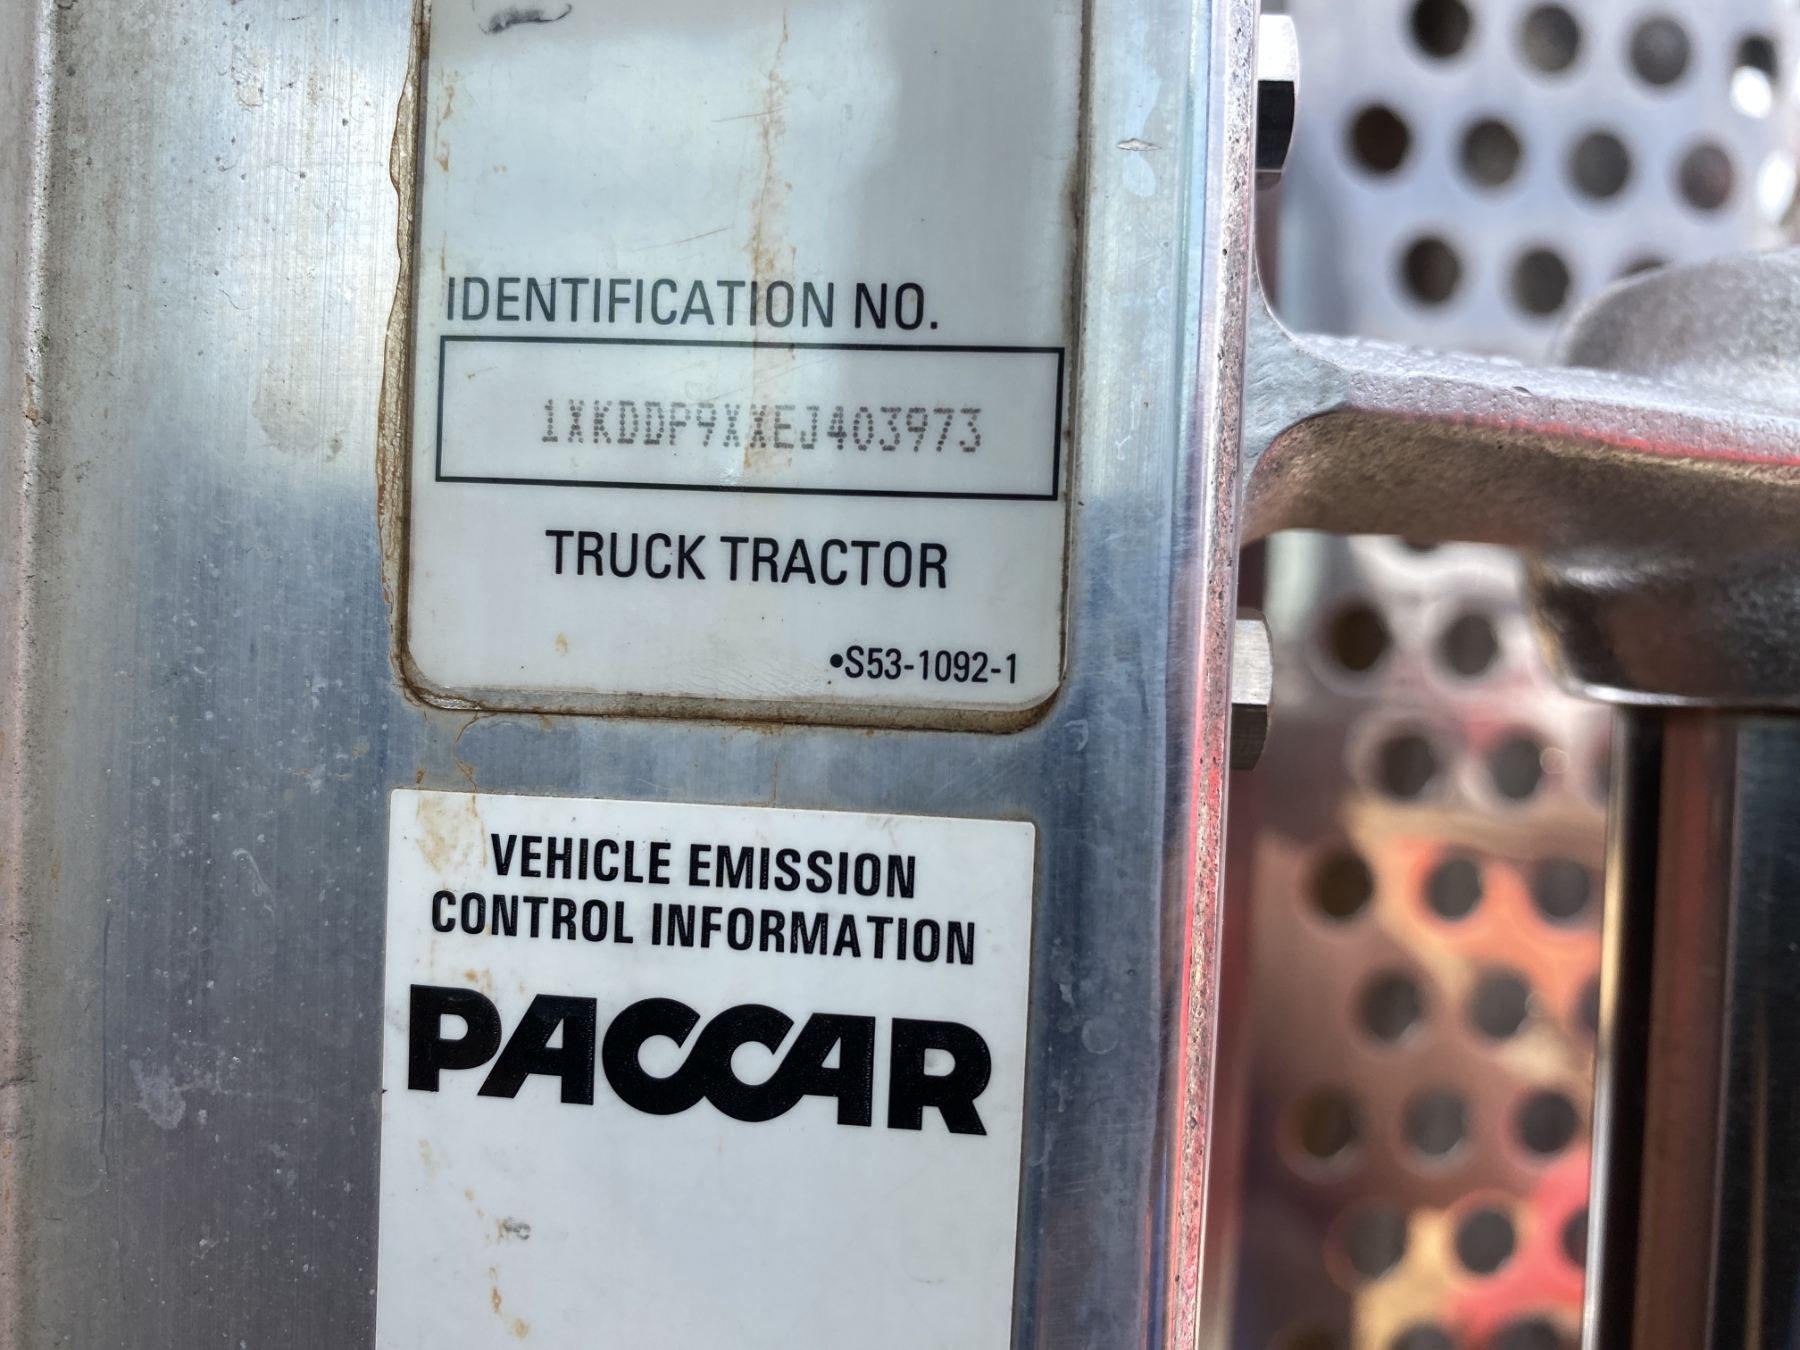 IDENTIFICATION NO.
1XKDDP9XXEJ403973
TRUCK TRACTOR
•S53-1092-1
VEHICLE EMISSION
CONTROL INFORMATION
PACCAR